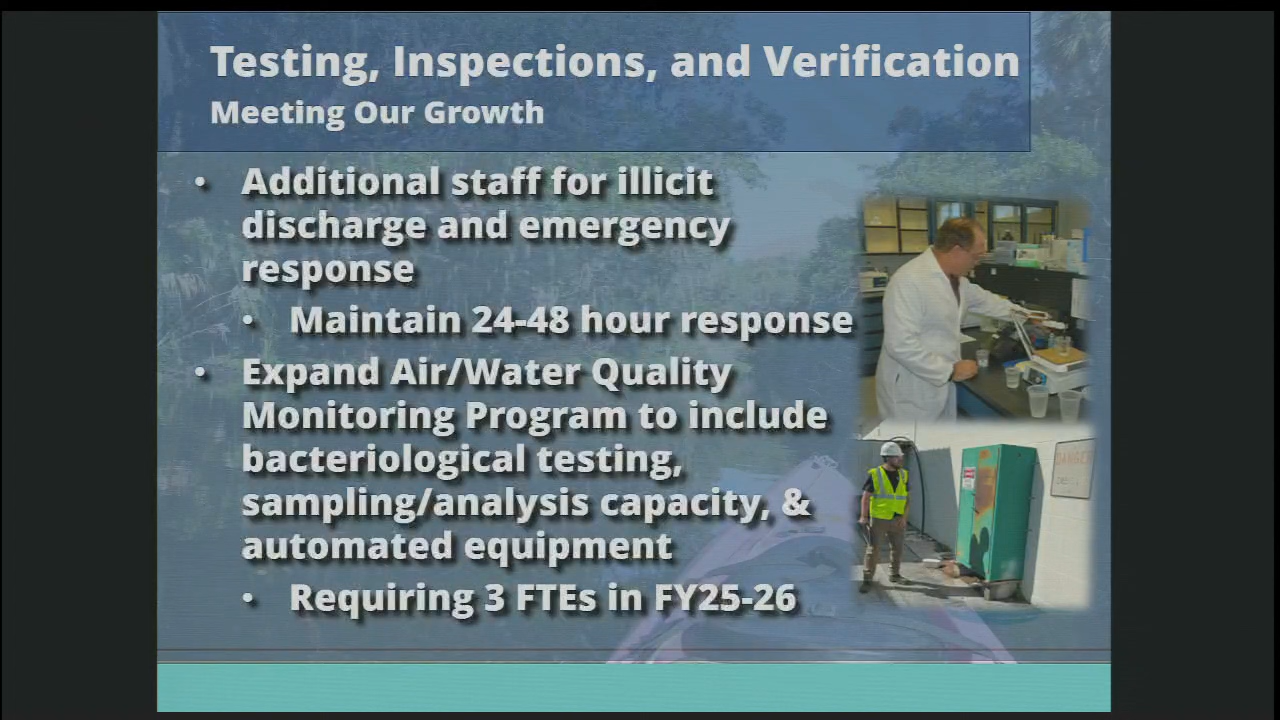 Testing, Inspections, and Verification
Meeting Our Growth
• Additional staff for illicit
discharge and emergency
response
• Maintain 24-48 hour response
• Expand Air/Water Quality
Monitoring Program to include
bacteriological testing,
sampling/analysis capacity, &
automated equipment
• Requiring 3 FTEs in FY25-26
DANGER